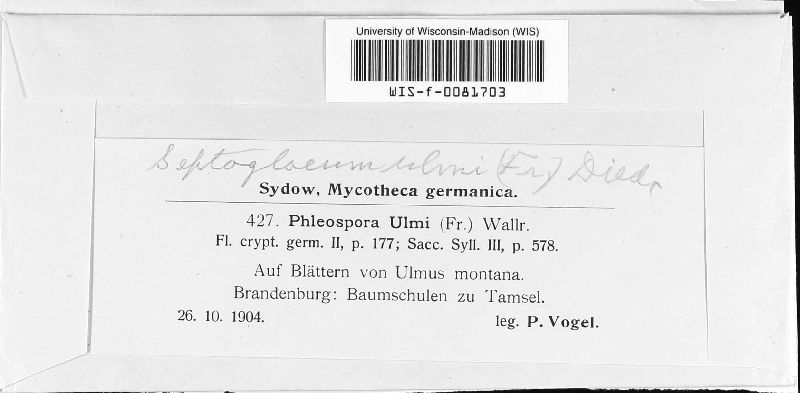 University of Wisconsin-Madison (WIS)
WIS-f-0081703
Septogloeum ulmi (Fr.) Died.
Sydow, Mycotheca germanica.
427. Phleospora Ulmi (Fr.) Wallr.
Fl. crypt. germ. II, p. 177; Sacc. Syll. III, p. 578.
Auf Blättern von Ulmus montana.
Brandenburg: Baumschulen zu Tamsel.
26. 10. 1904. leg. P. Vogel.